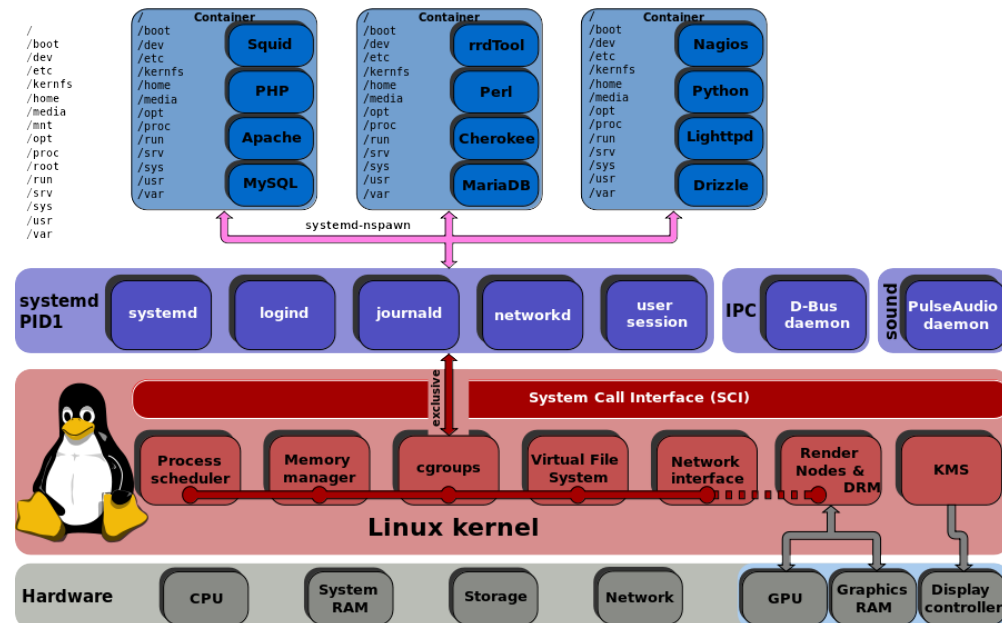 /
/boot
/dev
/etc
/kernfs
/home
/media
/mnt
/opt
/proc
/root
/run
/srv
/sys
/usr
/var
Container
/
/boot
/dev
/etc
/kernfs
/home
/media
/opt
/proc
/run
/srv
/sys
/usr
/var
Squid
PHP
Apache
MySQL
Container
/
/boot
/dev
/etc
/kernfs
/home
/media
/opt
/proc
/run
/srv
/sys
/usr
/var
rrdTool
Perl
Cherokee
MariaDB
Container
/
/boot
/dev
/etc
/kernfs
/home
/media
/opt
/proc
/run
/srv
/sys
/usr
/var
Nagios
Python
Lighttpd
Drizzle
systemd-nspawn
systemd
PID1
systemd
logind
journald
networkd
user
session
IPC
D-Bus
daemon
sound
PulseAudio
daemon
exclusive
System Call Interface (SCI)
Process
scheduler
Memory
manager
cgroups
Virtual File
System
Network
interface
Render
Nodes &
DRM
KMS
Linux kernel
Hardware
CPU
System
RAM
Storage
Network
GPU
Graphics
RAM
Display
controller